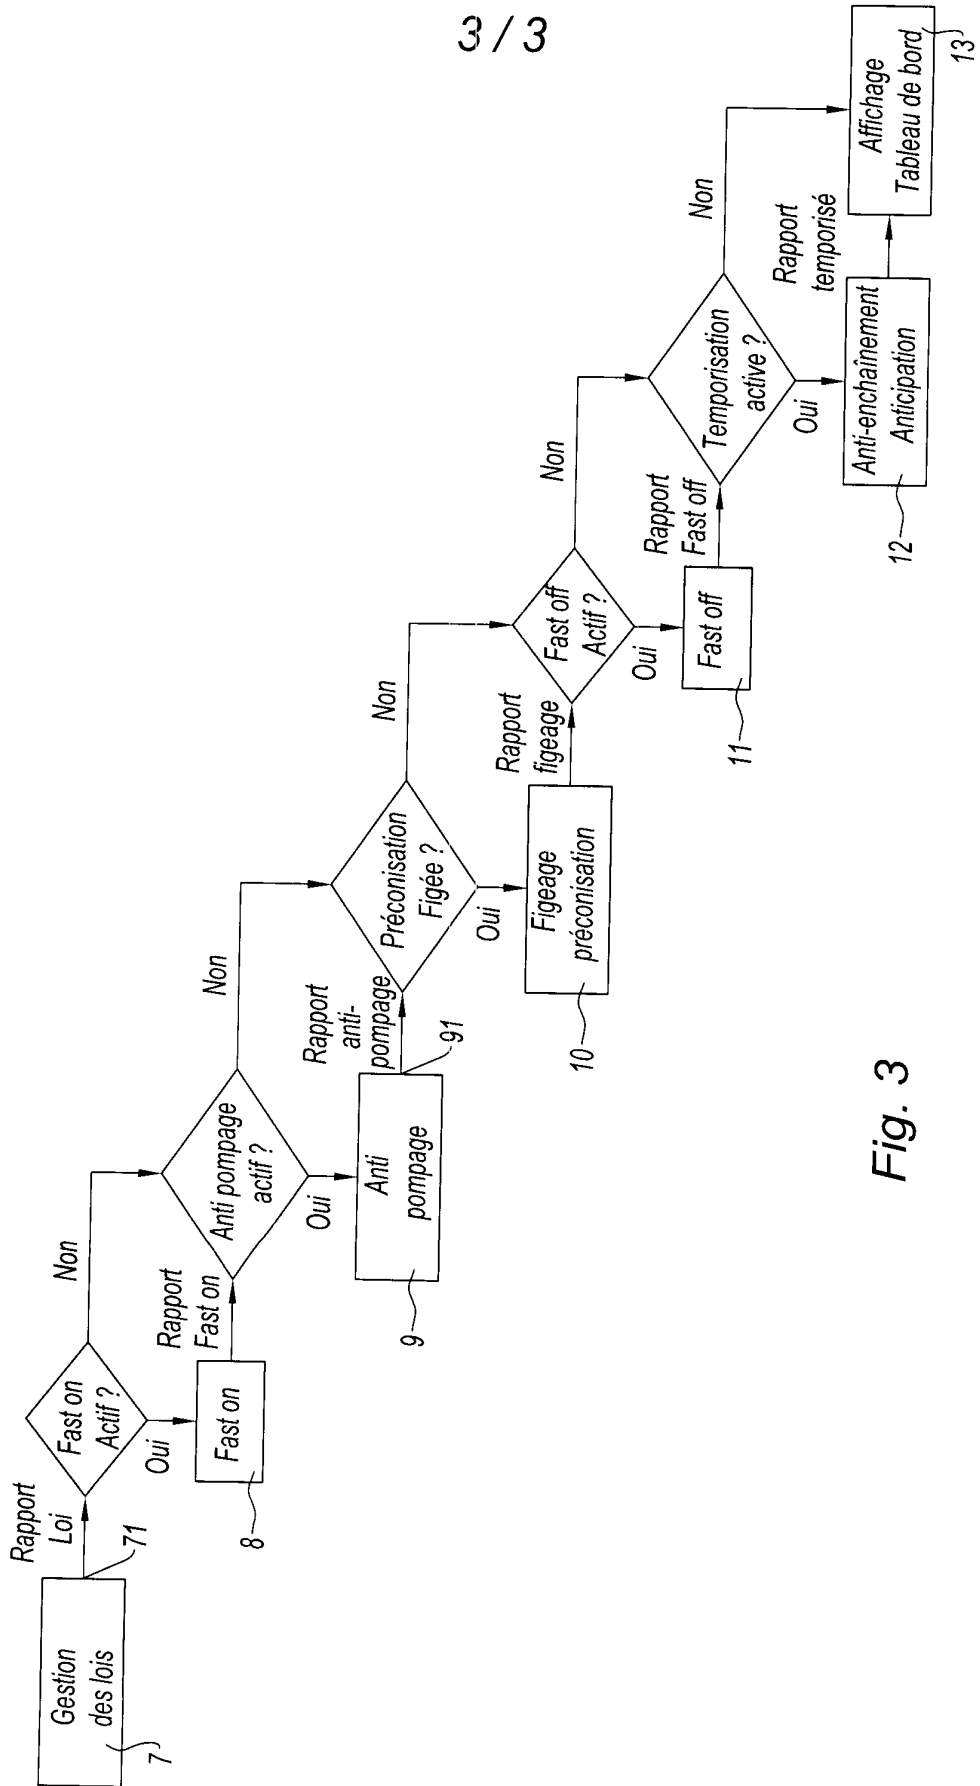 3 / 3
Gestion
des lois
7
71
Rapport
Loi
Fast on
Actif ?
Oui
Non
Fast on
8
Rapport
Fast on
Anti pompage
actif ?
Oui
Non
Anti
pompage
9
91
Rapport
anti-
pompage
Préconisation
Figée ?
Oui
Non
Figeage
préconisation
10
Rapport
figeage
Fast off
Actif ?
Oui
Non
Fast off
11
Rapport
Fast off
Temporisation
active ?
Oui
Non
Anti-enchaînement
Anticipation
12
Rapport
temporisé
Affichage
Tableau de bord
13
Fig. 3